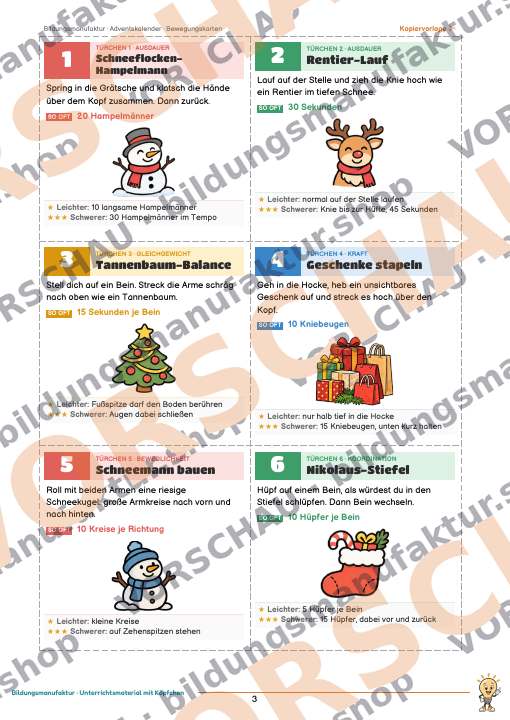 Bildungsmanufaktur · Adventskalender · Bewegungskarten
Kopiervorlage
1
TÜRCHEN 1 · AUSDAUER
Schneeflocken-
Hampelmann
Spring in die Grätsche und klatsch die Hände
über dem Kopf zusammen. Dann zurück.
SO OFT 20 Hampelmänner
★ Leichter: 10 langsame Hampelmänner
★★★ Schwerer: 30 Hampelmänner im Tempo
2
TÜRCHEN 2 · AUSDAUER
Rentier-Lauf
Lauf auf der Stelle und zieh die Knie hoch wie
ein Rentier im tiefen Schnee.
SO OFT 30 Sekunden
★ Leichter: normal auf der Stelle laufen
★★★ Schwerer: Knie bis zur Hüfte, 45 Sekunden
3
TÜRCHEN 3 · GLEICHGEWICHT
Tannenbaum-Balance
Stell dich auf ein Bein. Streck die Arme schräg
nach oben wie ein Tannenbaum.
SO OFT 15 Sekunden je Bein
★ Leichter: Fußspitze darf den Boden berühren
★★★ Schwerer: Augen dabei schließen
4
TÜRCHEN 4 · KRAFT
Geschenke stapeln
Geh in die Hocke, heb ein unsichtbares
Geschenk auf und streck es hoch über den
Kopf.
SO OFT 10 Kniebeugen
★ Leichter: nur halb tief in die Hocke
★★★ Schwerer: 15 Kniebeugen, unten kurz halten
5
TÜRCHEN 5 · BEWEGLICHKEIT
Schneemann bauen
Roll mit beiden Armen eine riesige
Schneekugel: große Armkreise nach vorn und
nach hinten.
SO OFT 10 Kreise je Richtung
★ Leichter: kleine Kreise
★★★ Schwerer: auf Zehenspitzen stehen
6
TÜRCHEN 6 · KOORDINATION
Nikolaus-Stiefel
Hüpf auf einem Bein, als würdest du in den
Stiefel schlüpfen. Dann Bein wechseln.
SO OFT 10 Hüpfer je Bein
★ Leichter: 5 Hüpfer je Bein
★★★ Schwerer: 15 Hüpfer, dabei vor und zurück
Bildungsmanufaktur · Unterrichtsmaterial mit Köpfchen
3
VORSCHAU · bildungsmanufaktur.shop
VORSCHAU